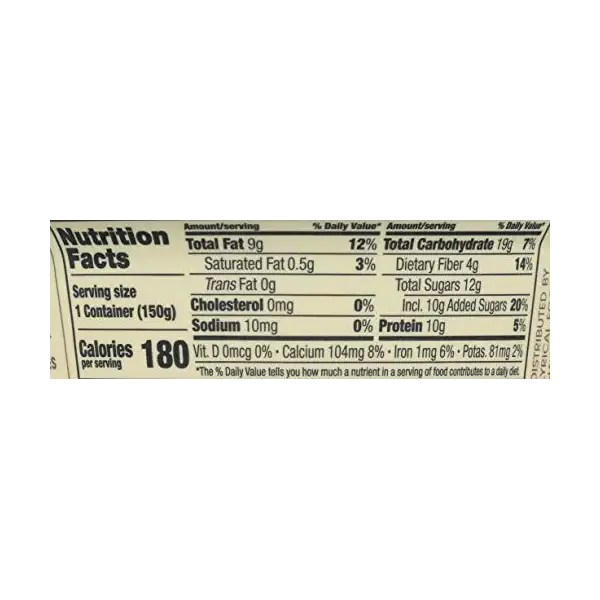 Nutrition
Facts
Serving size
1 Container (150g)
Calories
per serving
180
Amount/serving % Daily Value*
Total Fat 9g 12%
Saturated Fat 0.5g 3%
Trans Fat 0g
Cholesterol 0mg 0%
Sodium 10mg 0%
Amount/serving % Daily Value*
Total Carbohydrate 19g 7%
Dietary Fiber 4g 14%
Total Sugars 12g
Incl. 10g Added Sugars 20%
Protein 10g 5%
Vit. D 0mcg 0% • Calcium 104mg 8% • Iron 1mg 6% • Potas. 81mg 2%
*The % Daily Value tells you how much a nutrient in a serving of food contributes to a daily diet.
DISTRIBUTED BY